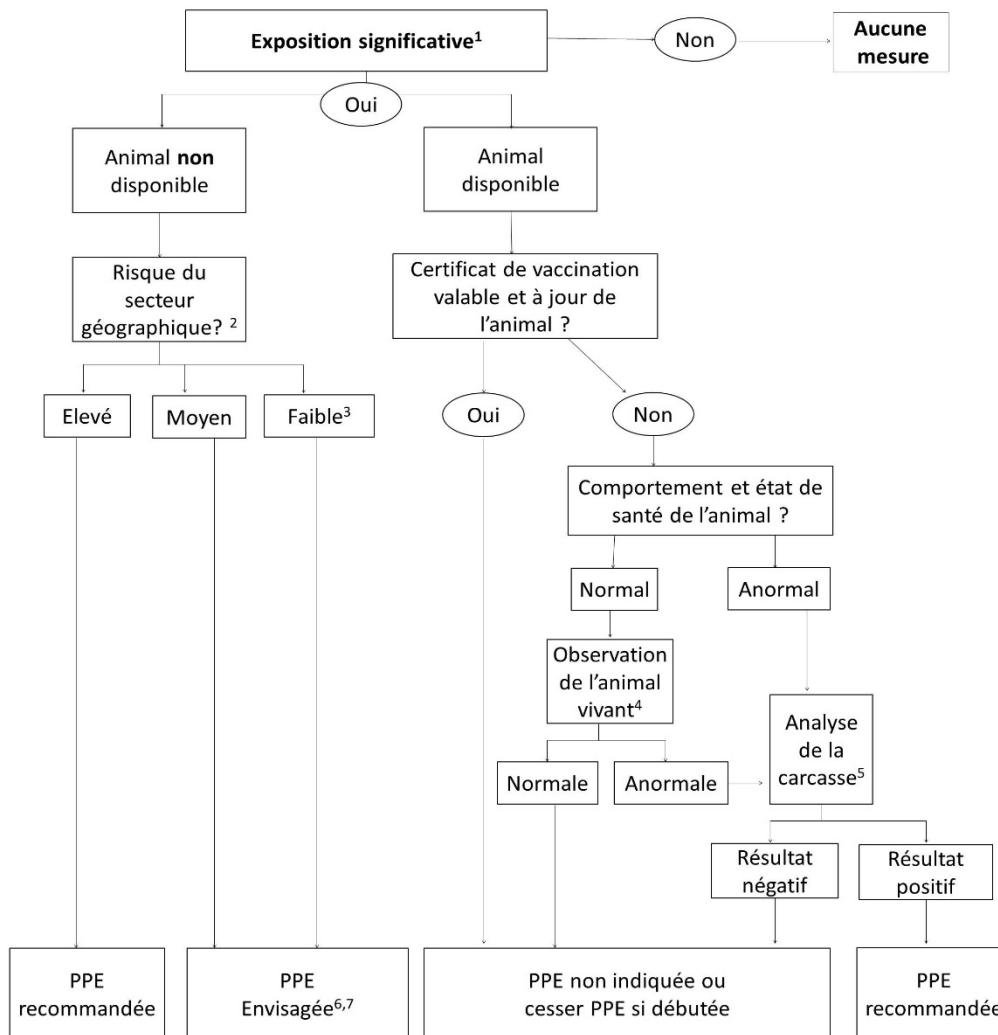 Exposition significative¹
Non
Aucune
mesure
Oui
Animal non
disponible
Animal
disponible
Risque du
secteur
géographique? ²
Certificat de vaccination
valable et à jour de
l’animal ?
Elevé
Moyen
Faible³
Oui
Non
Comportement et état de
santé de l’animal ?
Normal
Anormal
Observation
de l’animal
vivant⁴
Analyse
de la
carcasse⁵
Normale
Anormale
Résultat
négatif
Résultat
positif
PPE
recommandée
PPE
Envisagée⁶,⁷
PPE non indiquée ou
cesser PPE si débutée
PPE
recommandée